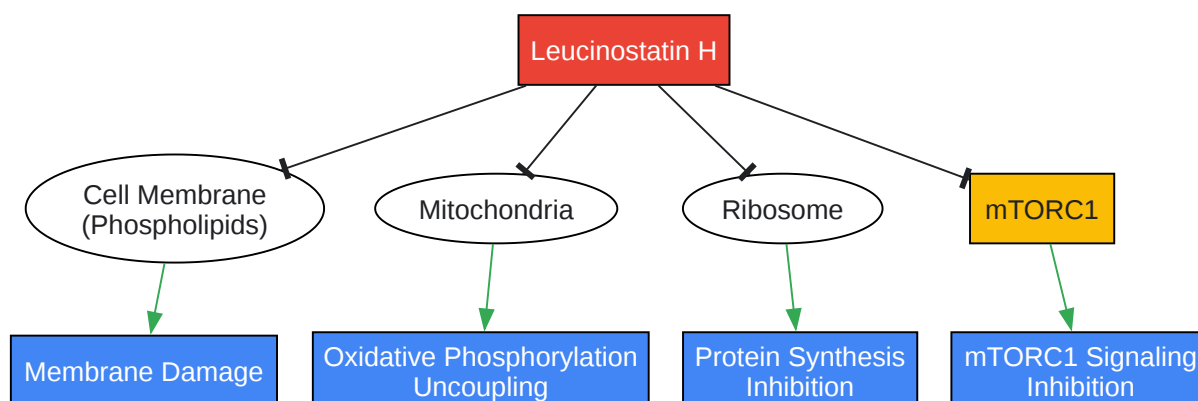 Leucinostatin H
Cell Membrane
(Phospholipids)
Mitochondria
Ribosome
mTORC1
Membrane Damage
Oxidative Phosphorylation
Uncoupling
Protein Synthesis
Inhibition
mTORC1 Signaling
Inhibition